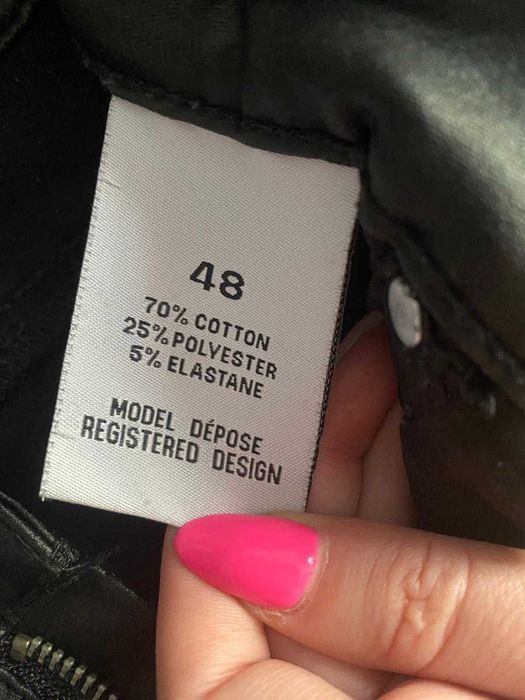 48
70% COTTON
25% POLYESTER
5% ELASTANE
MODEL DÉPOSE
REGISTERED DESIGN